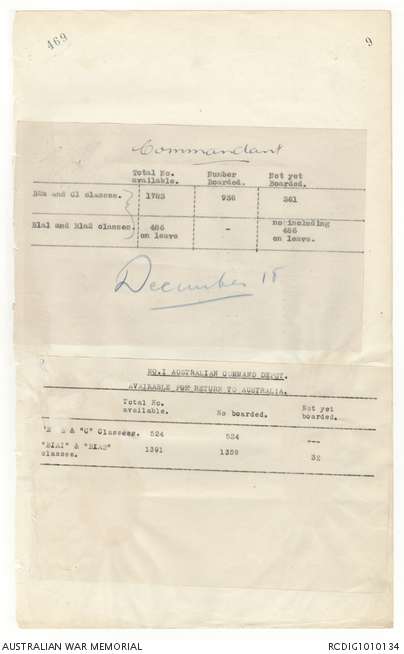 469
9
Commandant
Total No. available. Number Boarded. Not yet Boarded.
and C1 classes. 1783 936 361
B1a1 and B1a2 classes. 486 on leave - no including 486 on leave.
December 18
NO.1 AUSTRALIAN COMMAND DEPOT.
AVAIRABLE FOR RETURN TO AUSTRALIA.
Total No. available. No boarded. Not yet boarded.
& "C" Classes. 524 524 ---
"B1A1" & "B1A2" classes. 1391 1359 32
AUSTRALIAN WAR MEMORIAL
RCDIG1010134